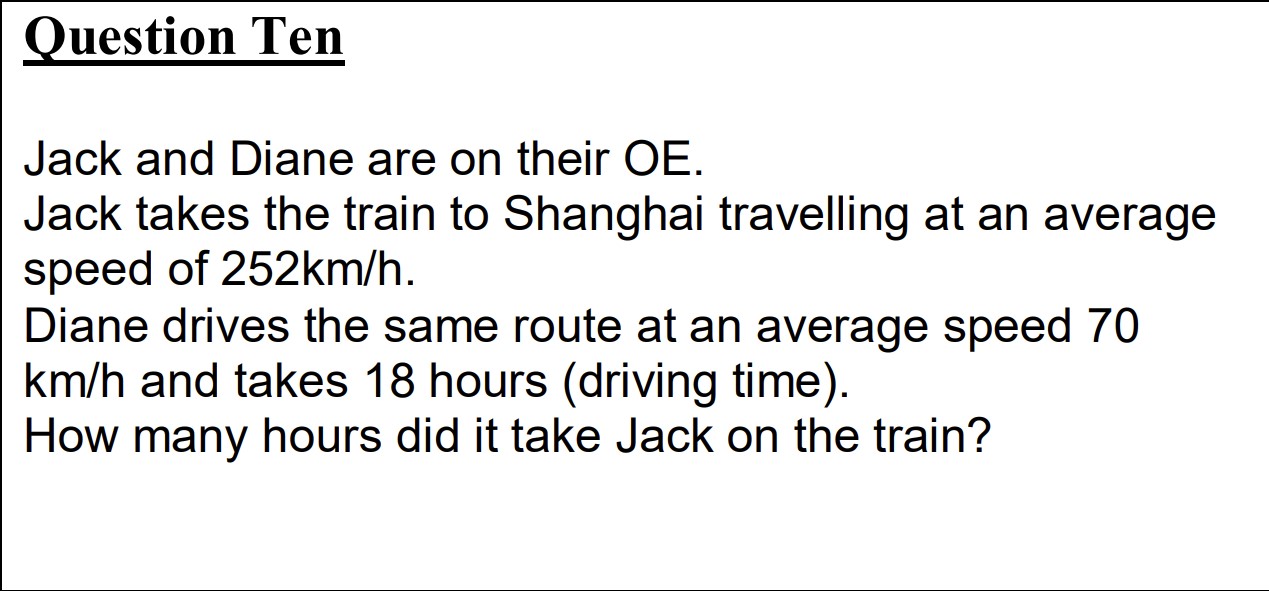 Question Ten
Jack and Diane are on their OE.
Jack takes the train to Shanghai travelling at an average
speed of 252km/h.
Diane drives the same route at an average speed 70
km/h and takes 18 hours (driving time).
How many hours did it take Jack on the train?